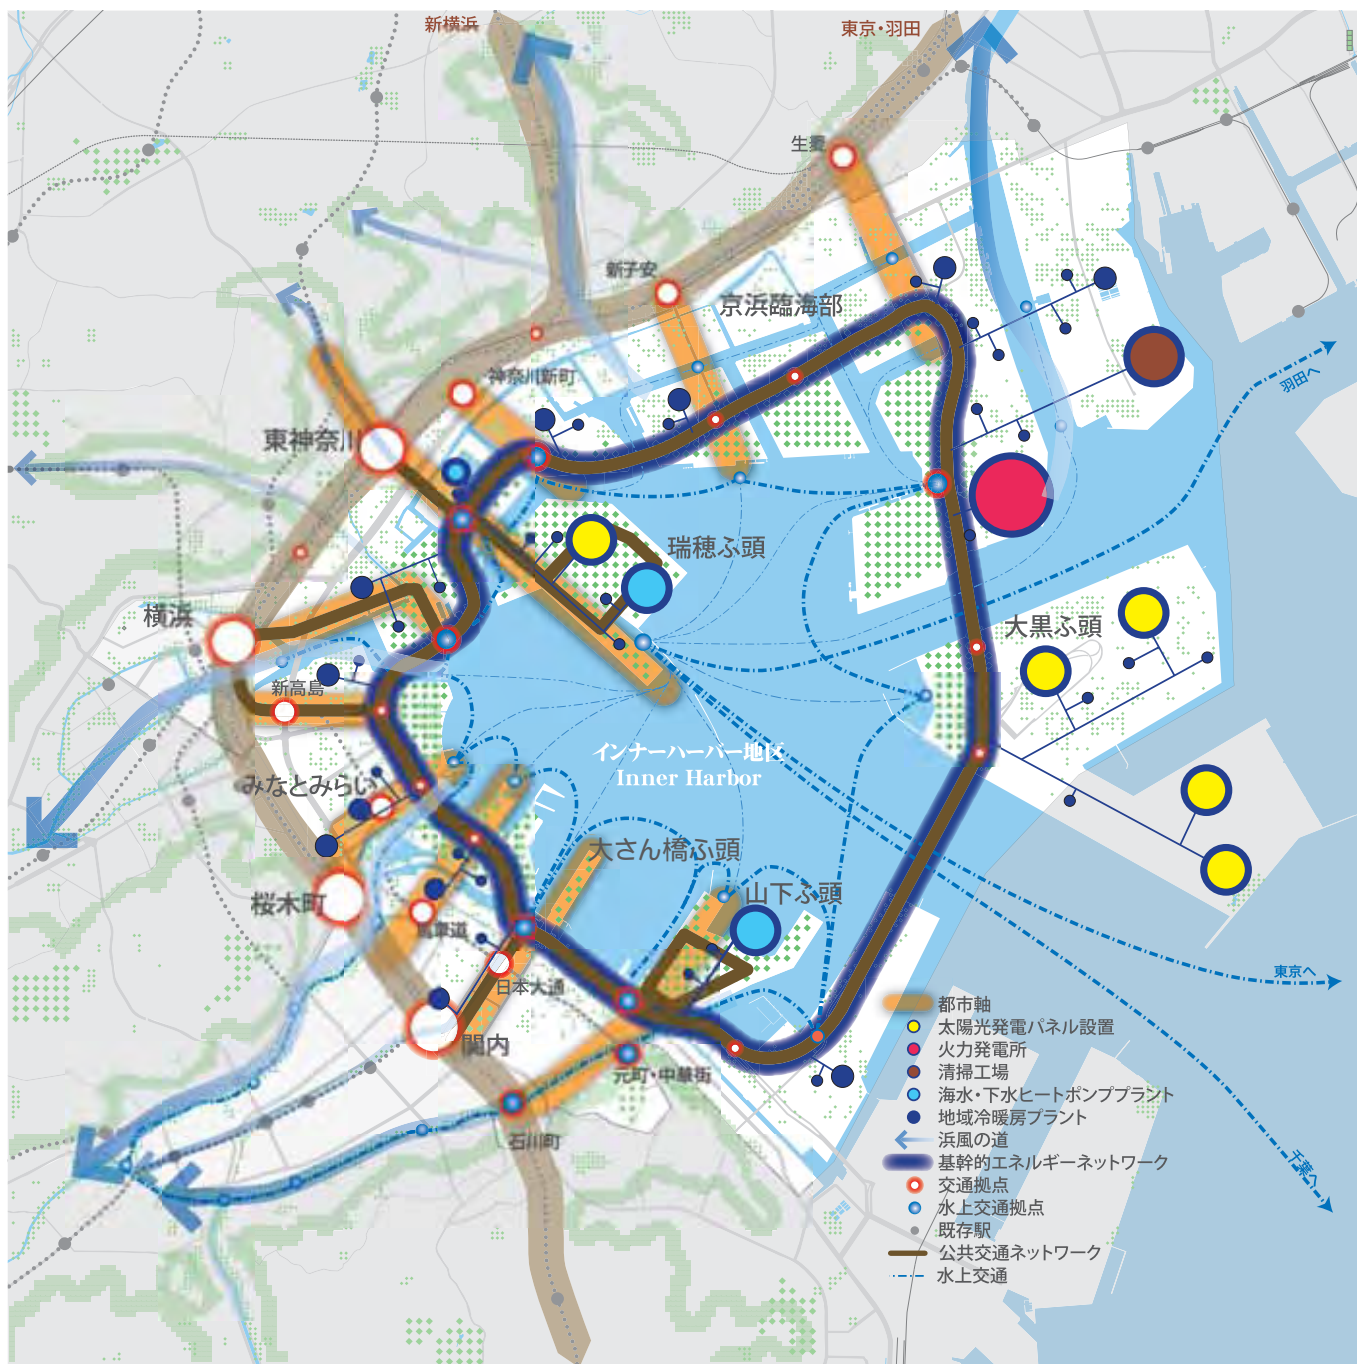 新横浜
東京・羽田
生麦
新子安
京浜臨海部
神奈川新町
羽田へ
東神奈川
瑞穂ふ頭
横浜
大黒ふ頭
新高島
インナーハーバー地区
Inner Harbor
みなとみらい
大さん橋ふ頭
山下ふ頭
桜木町
馬車道
日本大通
関内
元町・中華街
石川町
東京へ
千葉へ
都市軸
太陽光発電パネル設置
火力発電所
清掃工場
海水・下水ヒートポンププラント
地域冷暖房プラント
浜風の道
基幹的エネルギーネットワーク
交通拠点
水上交通拠点
既存駅
公共交通ネットワーク
水上交通